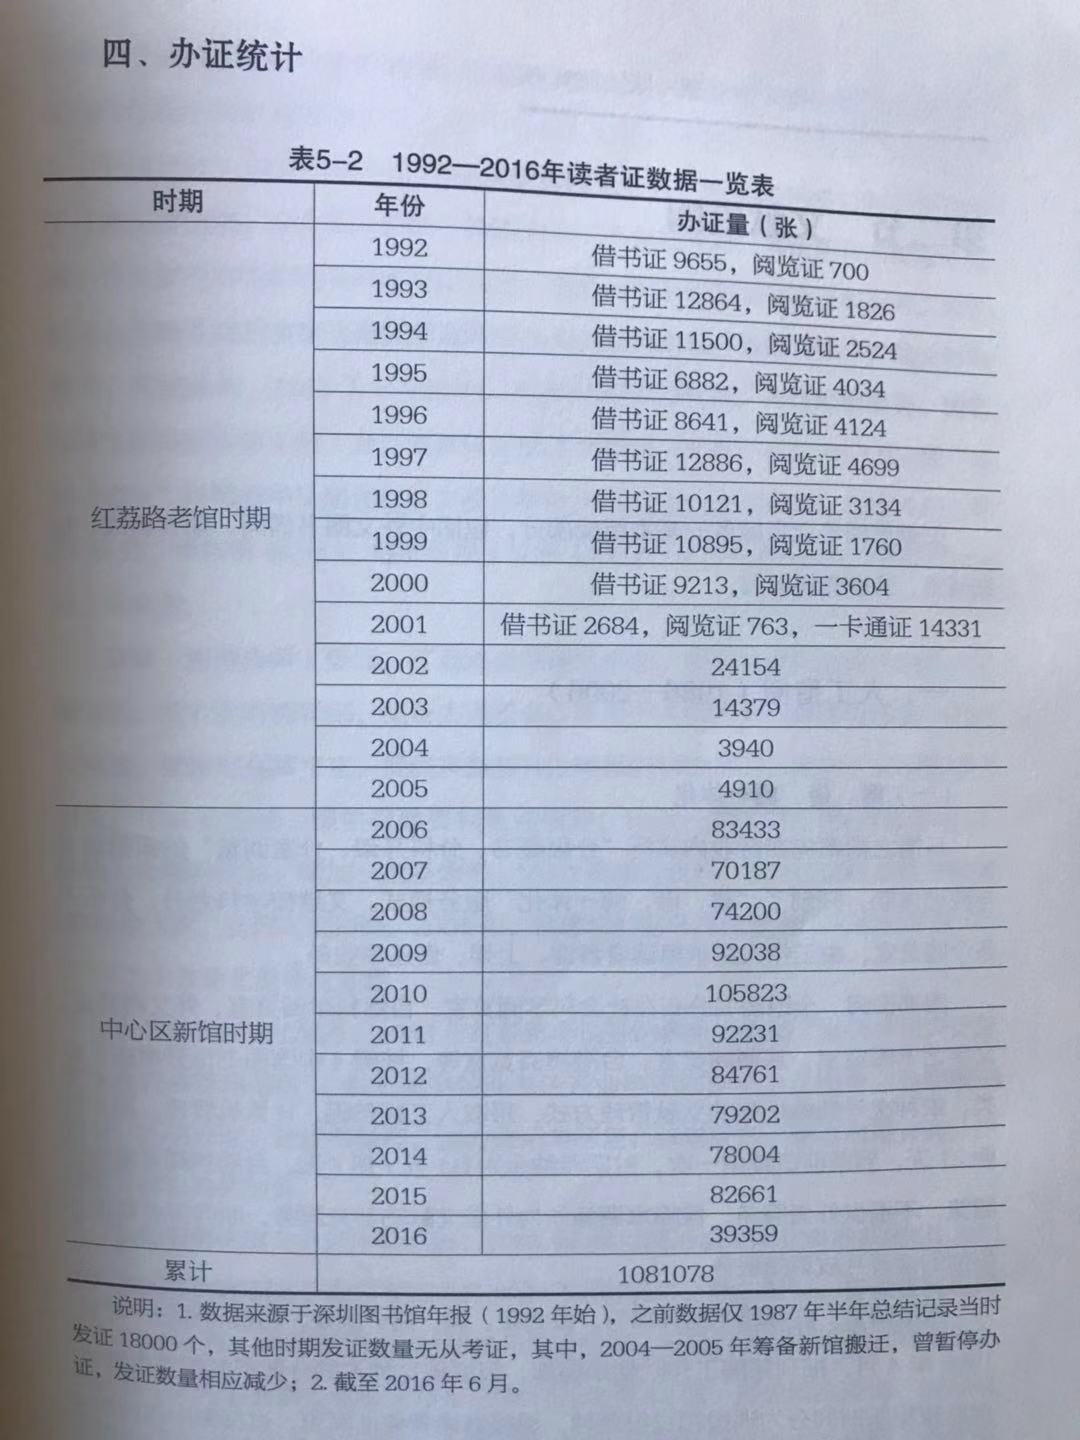 四、办证统计
表5-2 1992—2016年读者证数据一览表
时期 年份 办证量（张）
红荔路老馆时期
1992 借书证 9655，阅览证 700
1993 借书证 12864，阅览证 1826
1994 借书证 11500，阅览证 2524
1995 借书证 6882，阅览证 4034
1996 借书证 8641，阅览证 4124
1997 借书证 12886，阅览证 4699
1998 借书证 10121，阅览证 3134
1999 借书证 10895，阅览证 1760
2000 借书证 9213，阅览证 3604
2001 借书证 2684，阅览证 763，一卡通证 14331
2002 24154
2003 14379
2004 3940
2005 4910
中心区新馆时期
2006 83433
2007 70187
2008 74200
2009 92038
2010 105823
2011 92231
2012 84761
2013 79202
2014 78004
2015 82661
2016 39359
累计 1081078
说明：1. 数据来源于深圳图书馆年报（1992 年始），之前数据仅 1987 年半年总结记录当时
发证 18000 个，其他时期发证数量无从考证，其中，2004—2005 年筹备新馆搬迁，曾暂停办
证，发证数量相应减少；2. 截至 2016 年 6 月。